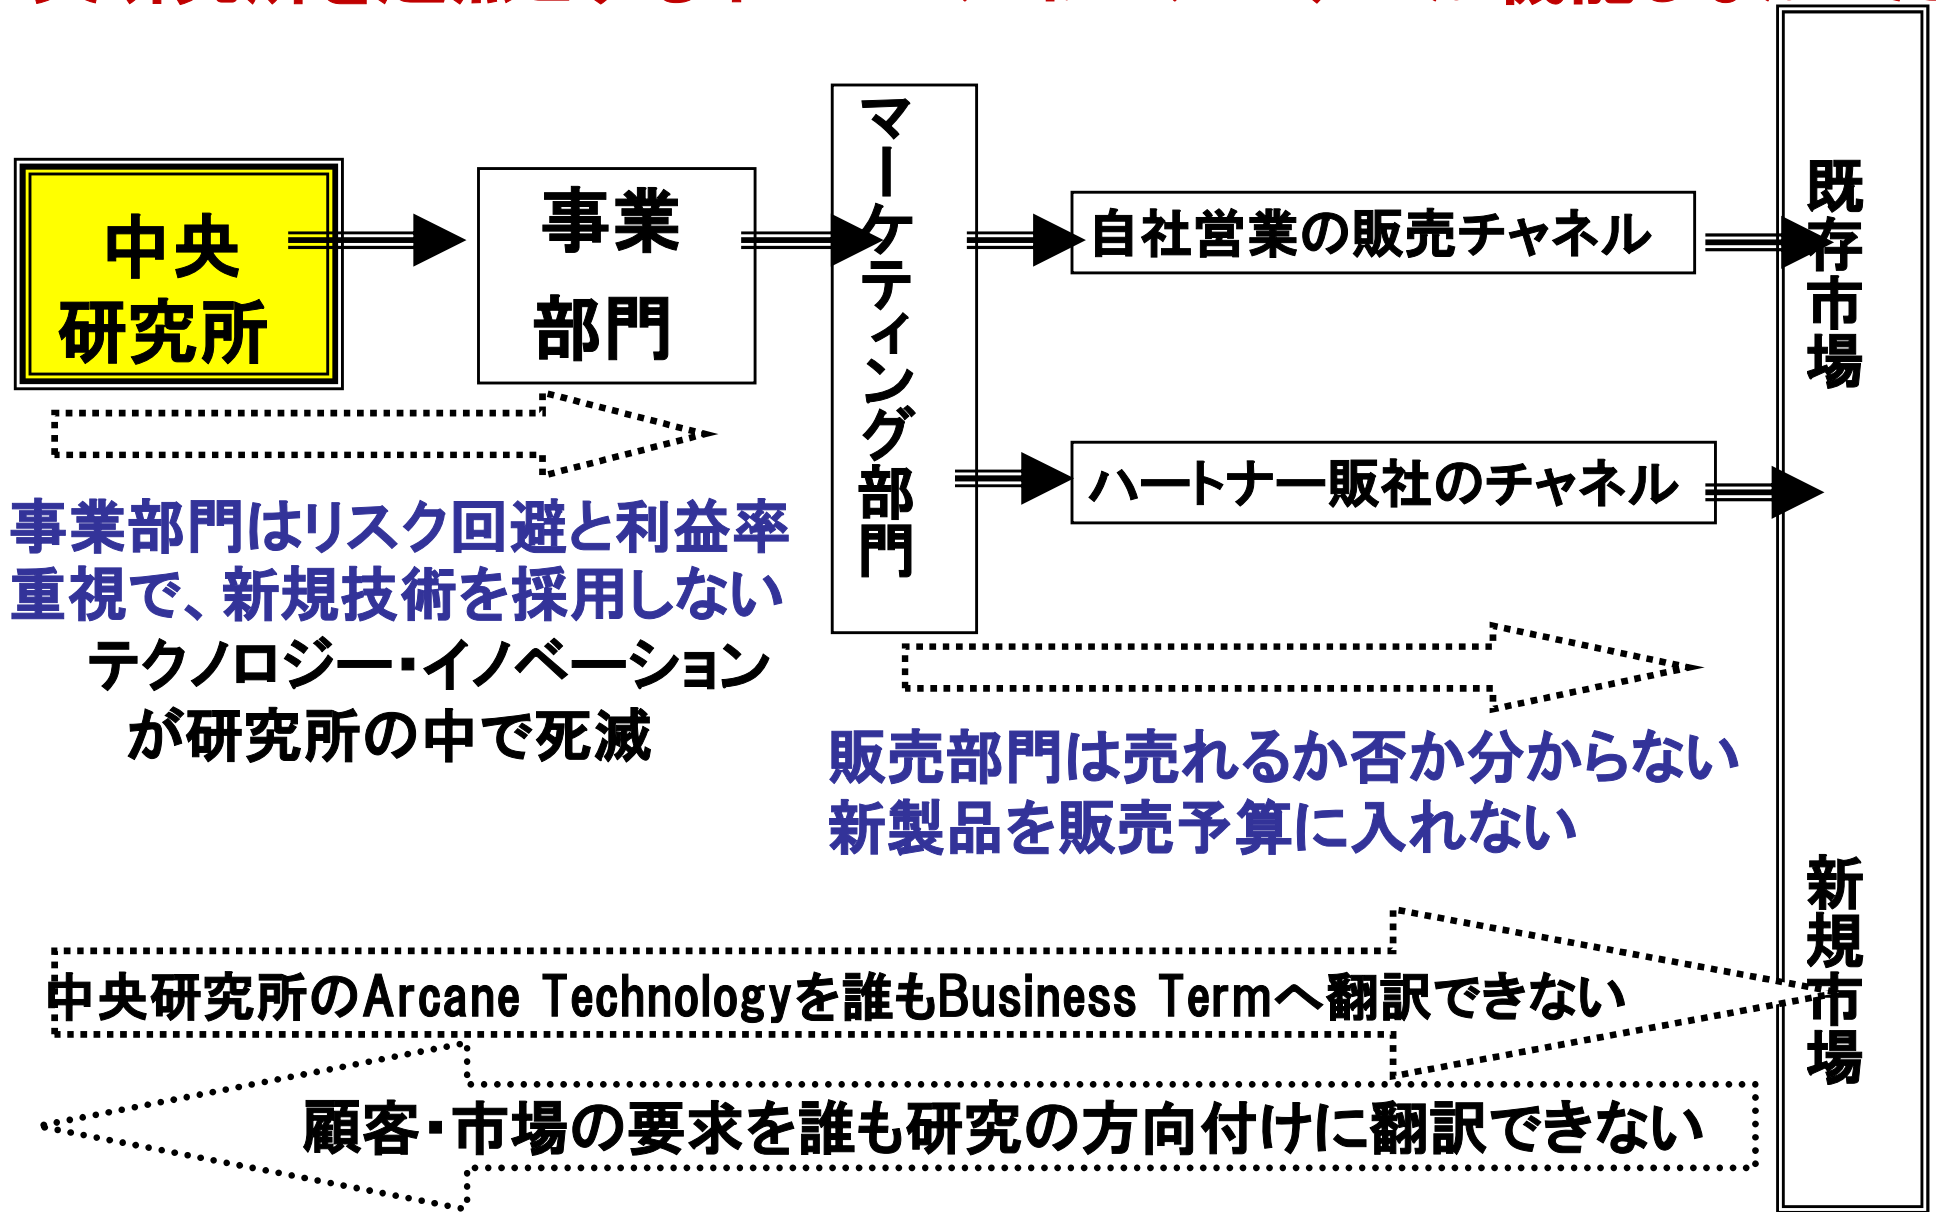 中央
研究所
事業
部門
マーケティング部門
自社営業の販売チャネル
ハートナー販社のチャネル
既存市場
事業部門はリスク回避と利益率
重視で、新規技術を採用しない
テクノロジー・イノベーション
が研究所の中で死滅
販売部門は売れるか否か分からない
新製品を販売予算に入れない
新規市場
中央研究所のArcane Technologyを誰もBusiness Termへ翻訳できない
顧客・市場の要求を誰も研究の方向付けに翻訳できない